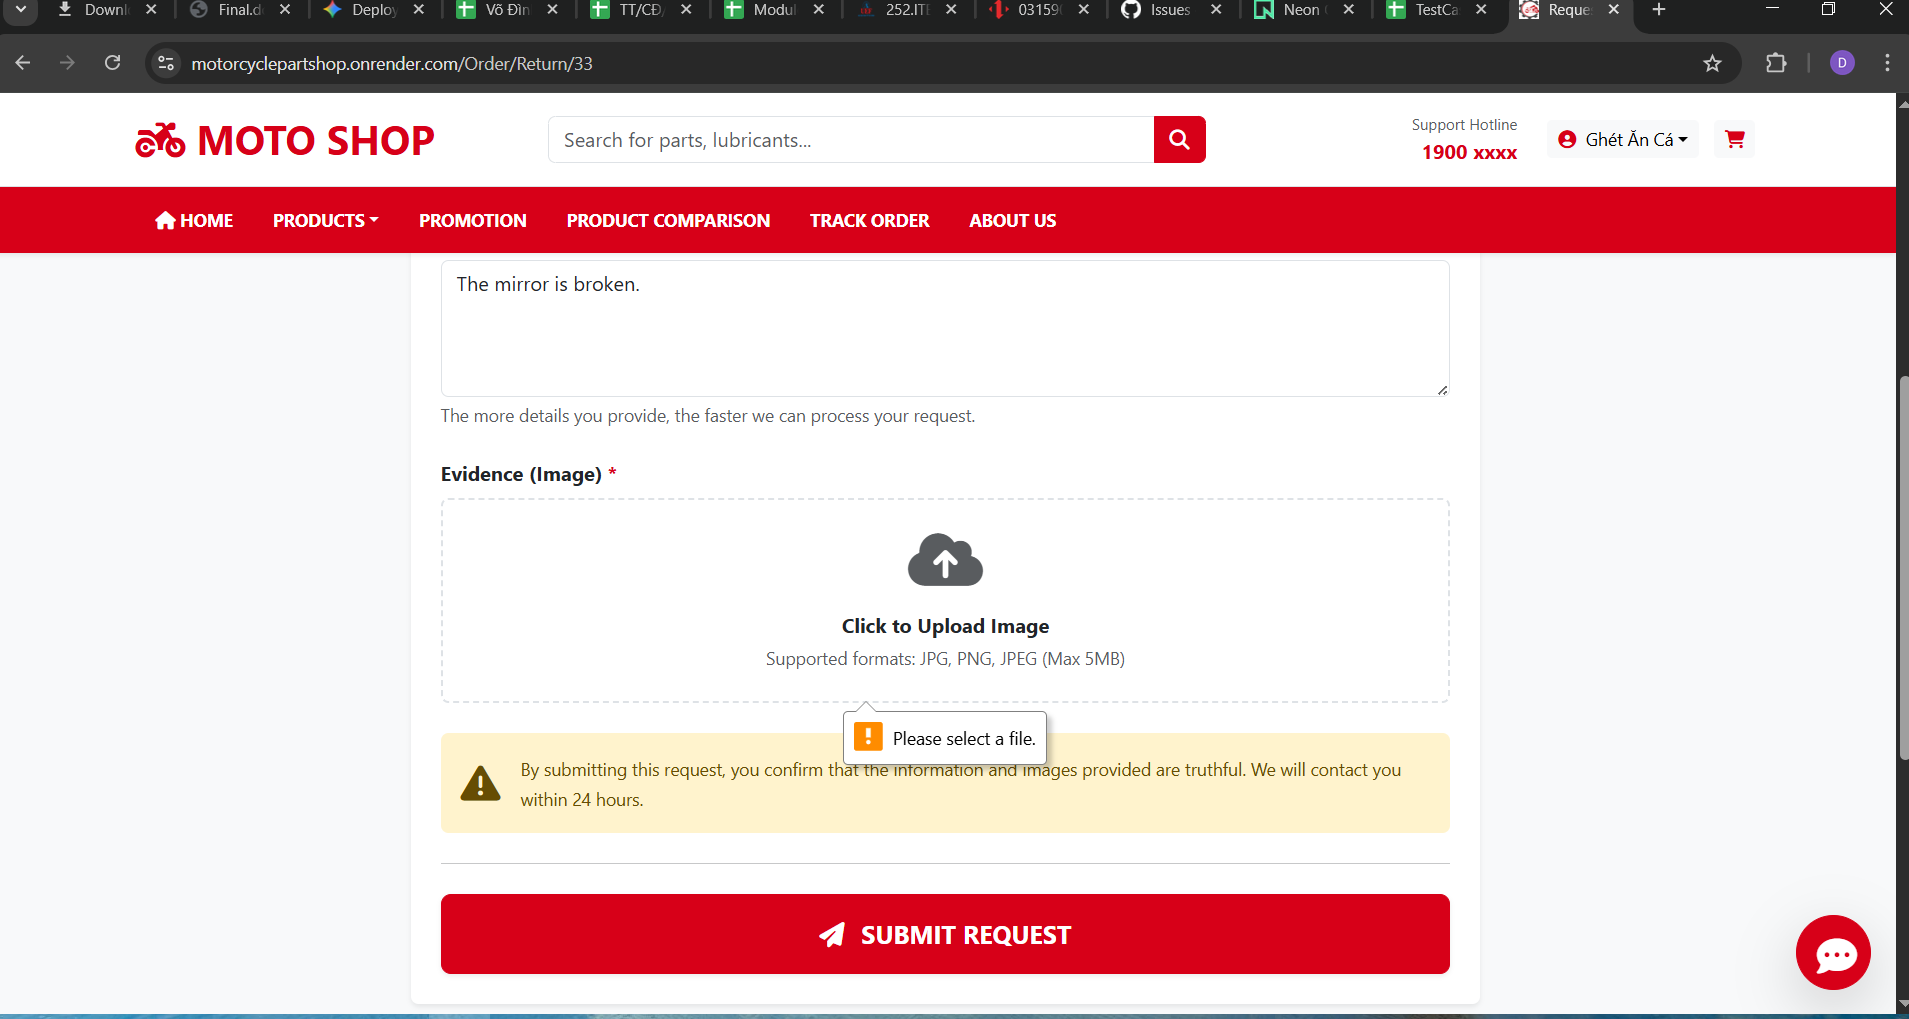 Downl
Final.d
Deploy
Võ Đìn
TT/CĐ/
Modul
252.ITE
03159
Issues
Neon
TestCa
Reque
motorcyclepartshop.onrender.com/Order/Return/33
D
MOTO SHOP
Search for parts, lubricants...
Support Hotline
1900 xxxx
Ghét Ăn Cá
HOME
PRODUCTS
PROMOTION
PRODUCT COMPARISON
TRACK ORDER
ABOUT US
The mirror is broken.
The more details you provide, the faster we can process your request.
Evidence (Image) *
Click to Upload Image
Supported formats: JPG, PNG, JPEG (Max 5MB)
Please select a file.
By submitting this request, you confirm that the information and images provided are truthful. We will contact you
within 24 hours.
SUBMIT REQUEST